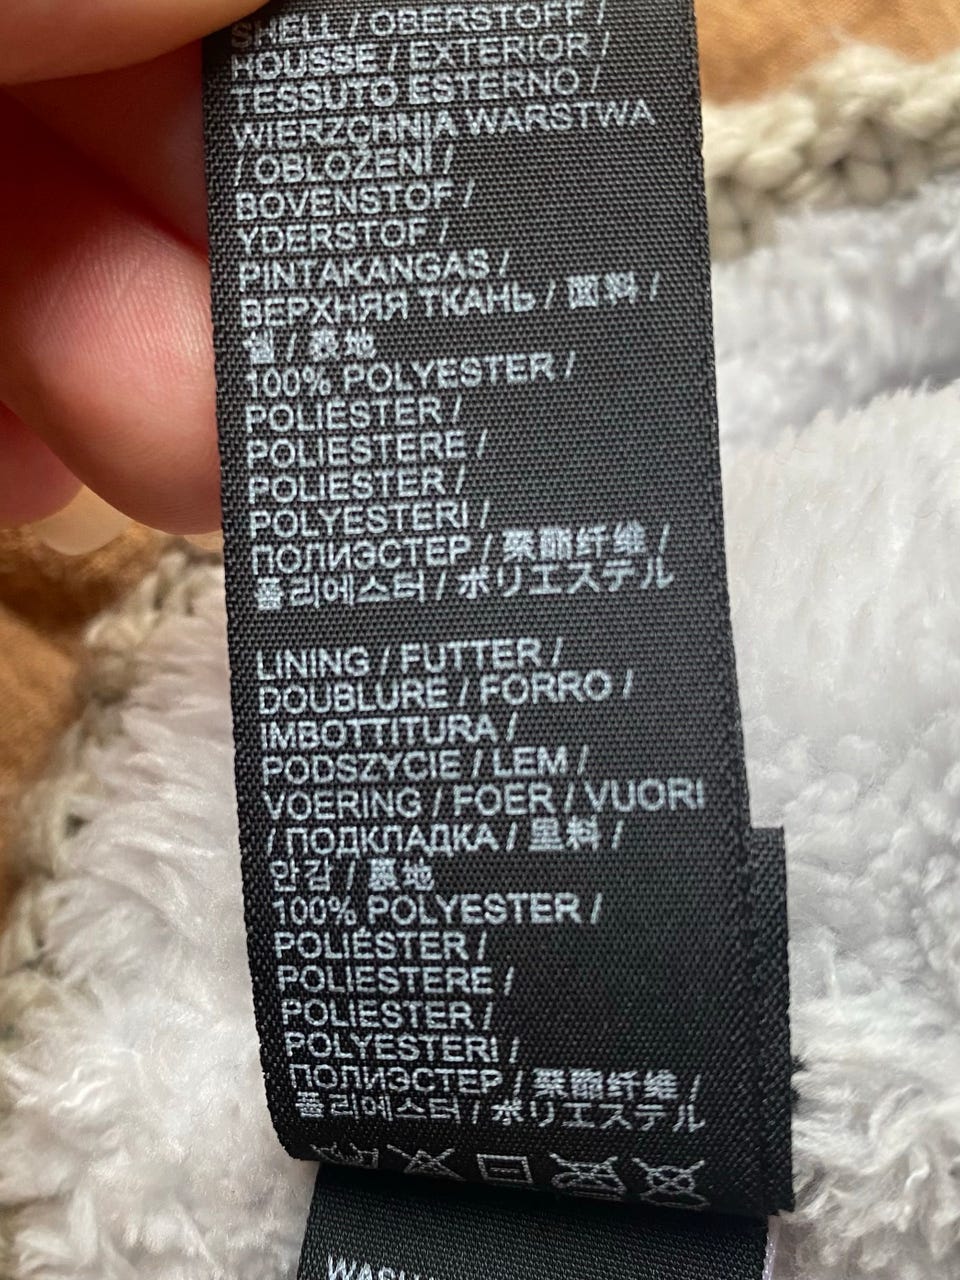 SHELL / OBERSTOFF /
HOUSSE / EXTERIOR /
TESSUTO ESTERNO /
WIERZCHNIA WARSTWA
/ OBLOŽENÍ /
BOVENSTOF /
YDERSTOF /
PINTAKANGAS /
ВЕРХНЯЯ ТКАНЬ / 面料 /
쉘 / 表地
100% POLYESTER /
POLIÉSTER /
POLIESTERE /
POLIESTER /
POLYESTERI /
ПОЛИЭСТЕР / 聚酯纤维 /
폴리에스터 / ポリエステル
LINING / FUTTER /
DOUBLURE / FORRO /
IMBOTTITURA /
PODSZYCIE / LEM /
VOERING / FOER / VUORI
/ ПОДКЛАДКА / 里料 /
안감 / 裏地
100% POLYESTER /
POLIÉSTER /
POLIESTERE /
POLIESTER /
POLYESTERI /
ПОЛИЭСТЕР / 聚酯纤维 /
폴리에스터 / ポリエステル